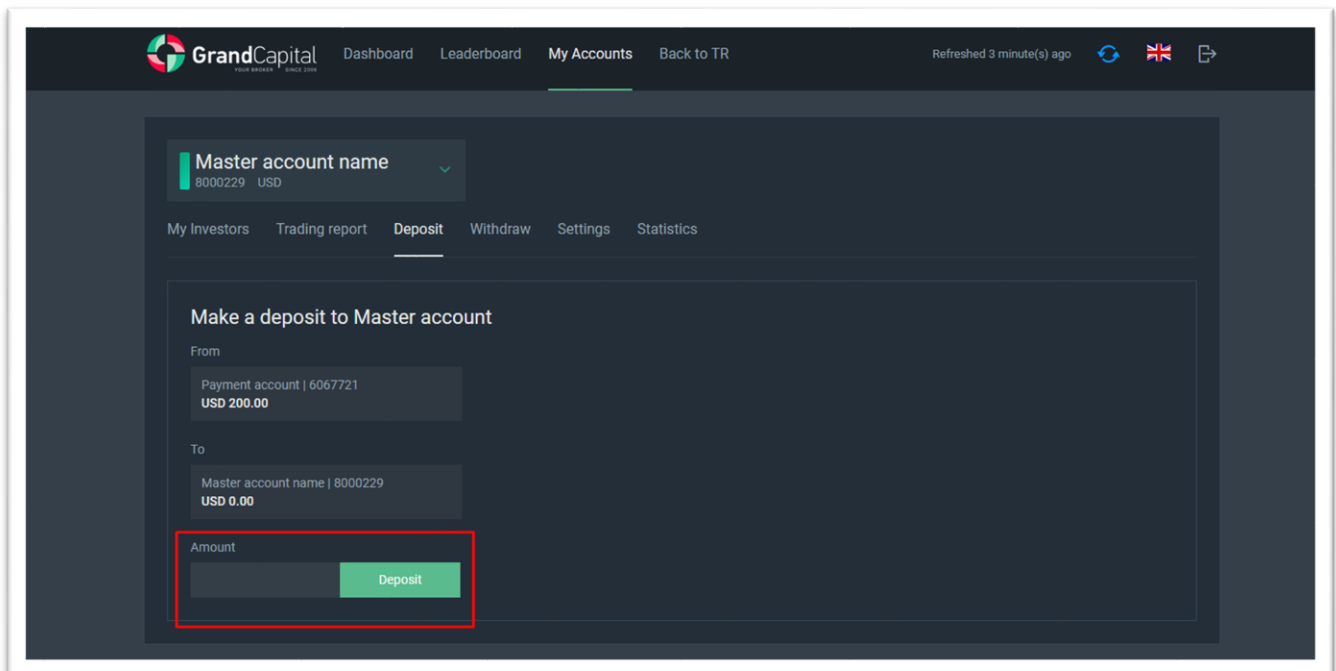 GrandCapital
YOUR BROKER SINCE 2006
Dashboard Leaderboard My Accounts Back to TR Refreshed 3 minute(s) ago
Master account name
8000229 USD
My Investors Trading report Deposit Withdraw Settings Statistics
Make a deposit to Master account
From
Payment account | 6067721
USD 200.00
To
Master account name | 8000229
USD 0.00
Amount
Deposit